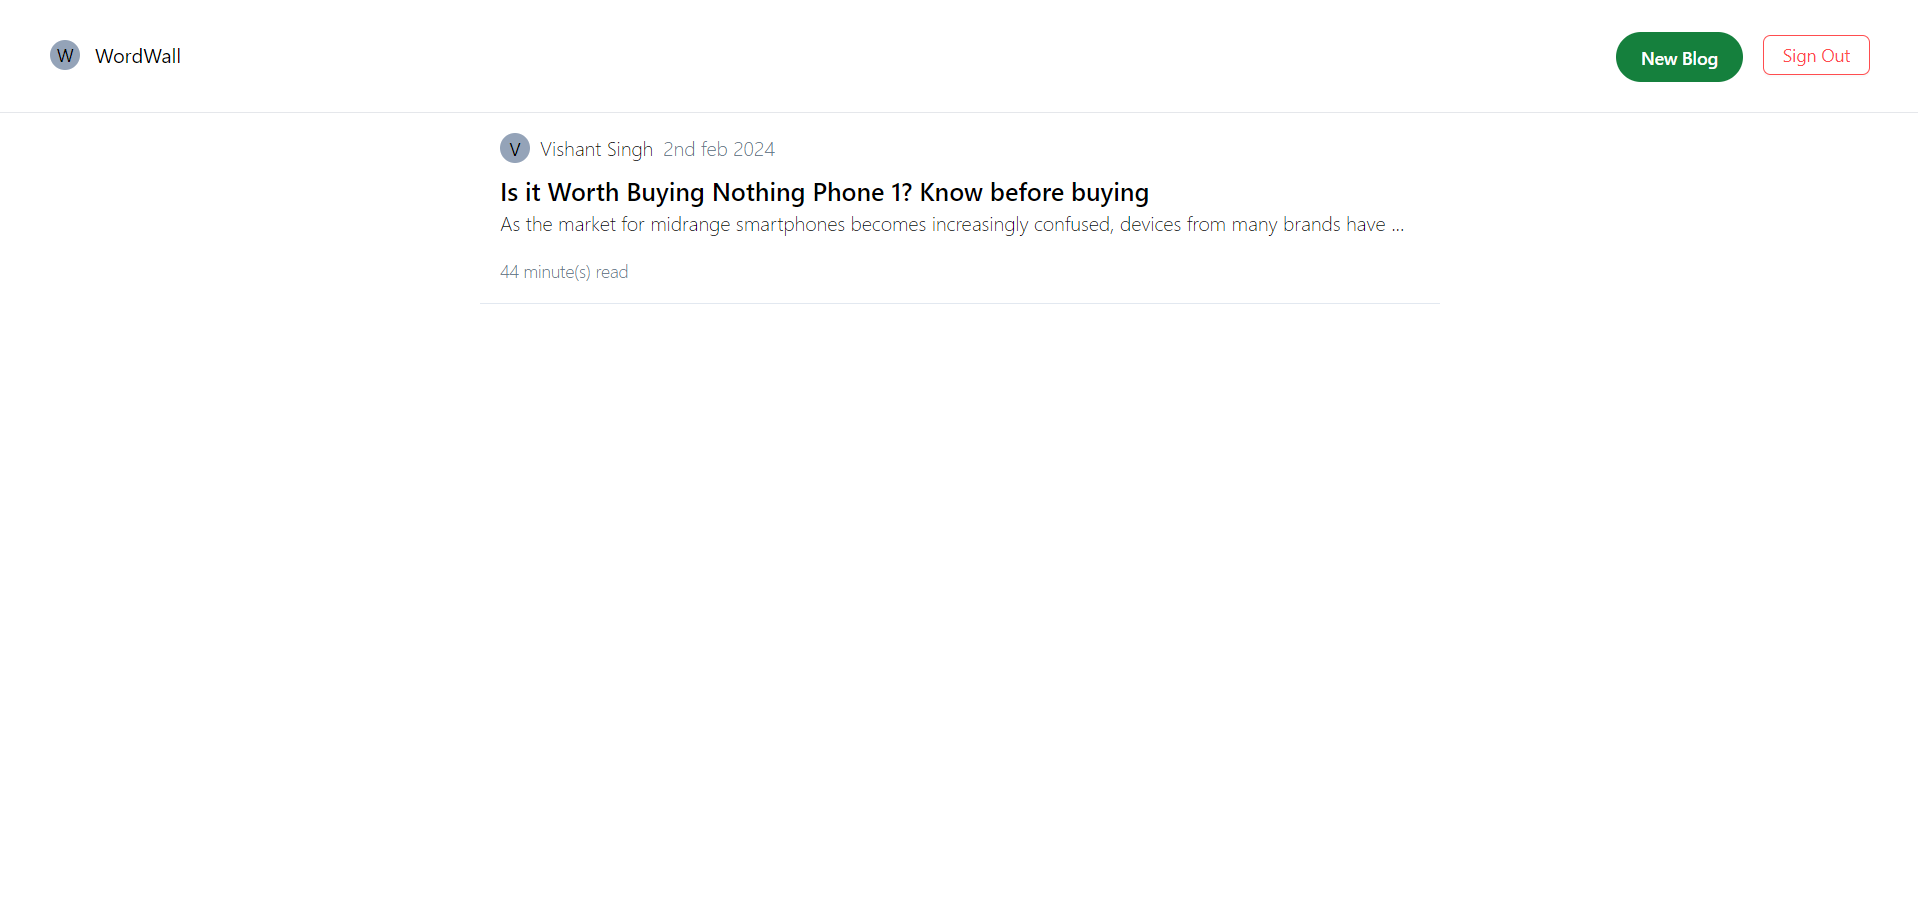 W WordWall
New Blog
Sign Out
V Vishant Singh 2nd feb 2024
Is it Worth Buying Nothing Phone 1? Know before buying
As the market for midrange smartphones becomes increasingly confused, devices from many brands have ...
44 minute(s) read